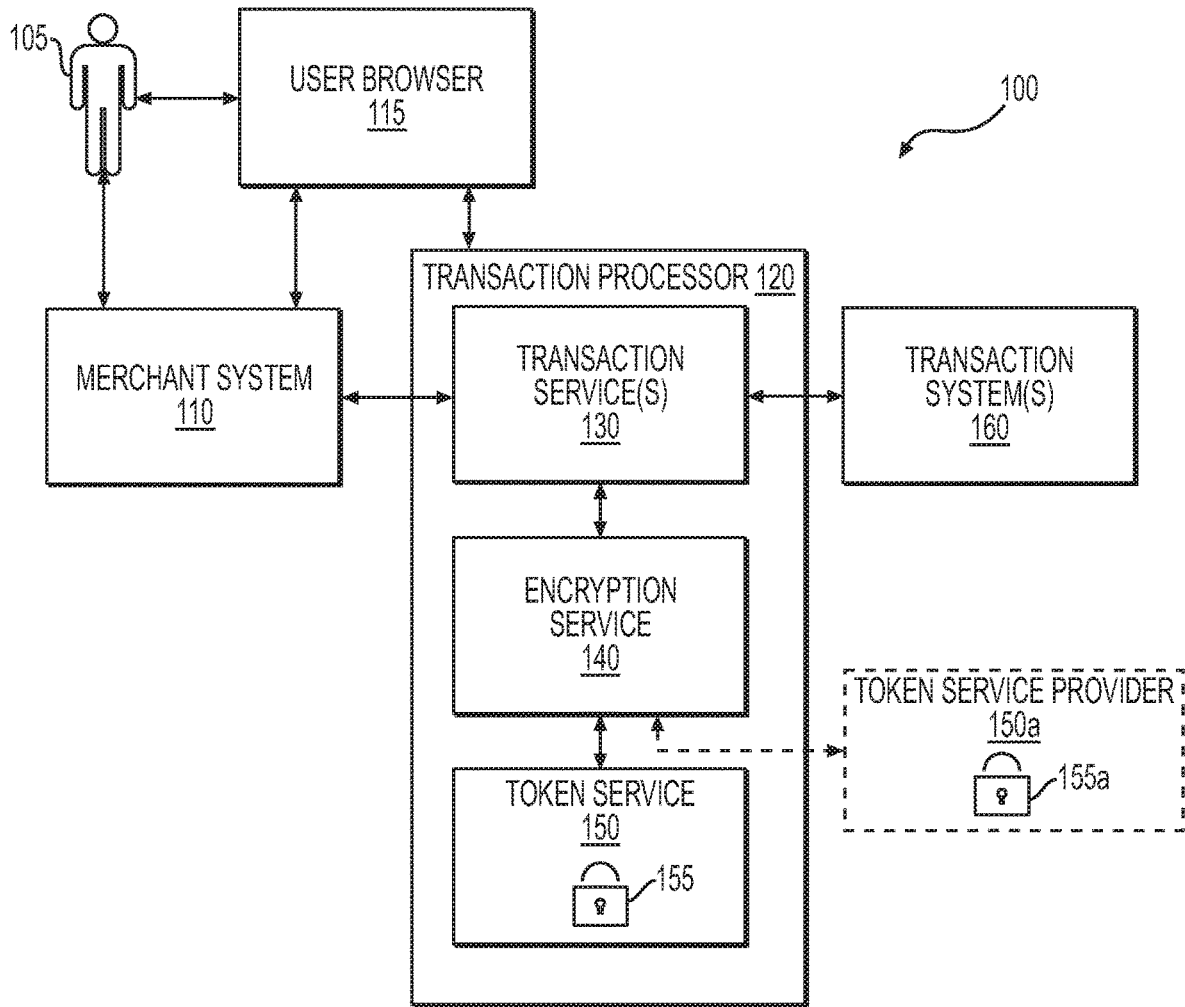 105
USER BROWSER
115
100
TRANSACTION PROCESSOR 120
MERCHANT SYSTEM
110
TRANSACTION
SERVICE(S)
130
TRANSACTION
SYSTEM(S)
160
ENCRYPTION
SERVICE
140
TOKEN SERVICE PROVIDER
150a
155a
TOKEN SERVICE
150
155